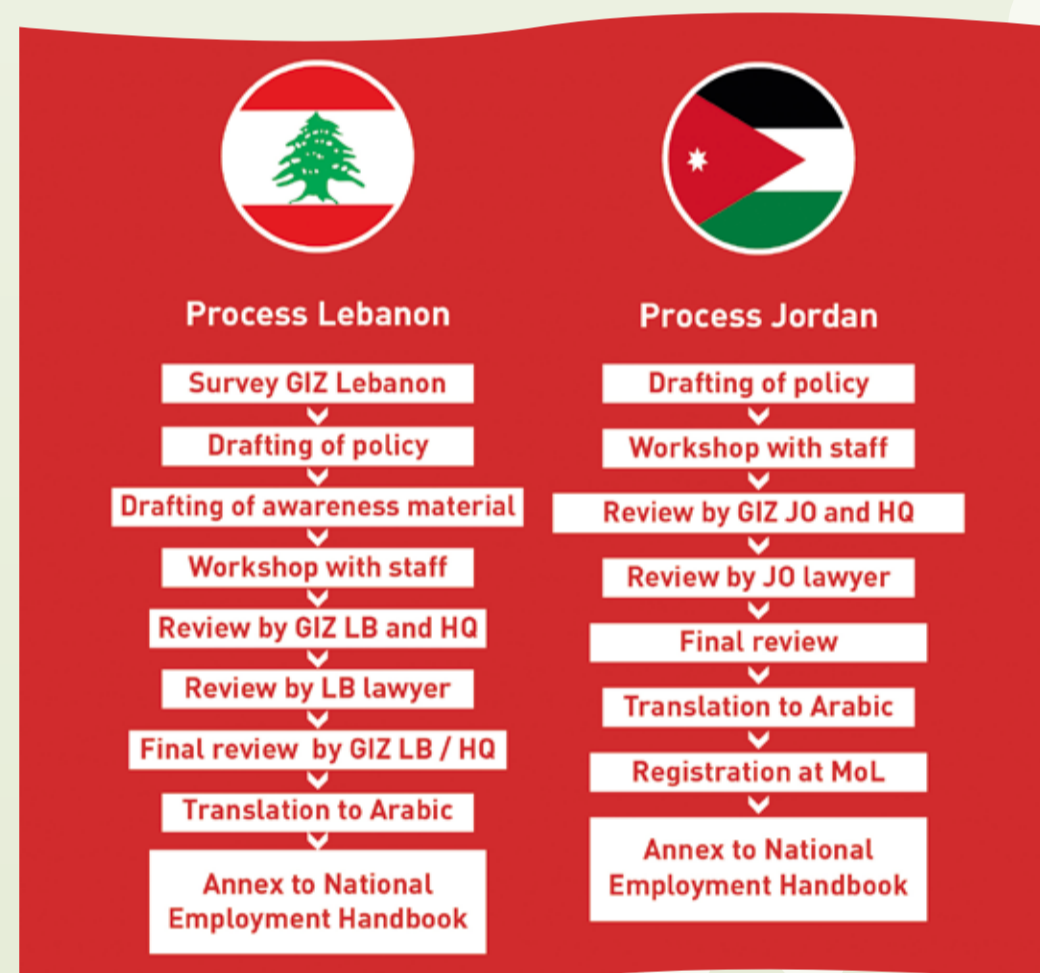 Process Lebanon
Survey GIZ Lebanon
Drafting of policy
Drafting of awareness material
Workshop with staff
Review by GIZ LB and HQ
Review by LB lawyer
Final review by GIZ LB / HQ
Translation to Arabic
Annex to National
Employment Handbook
Process Jordan
Drafting of policy
Workshop with staff
Review by GIZ JO and HQ
Review by JO lawyer
Final review
Translation to Arabic
Registration at MoL
Annex to National
Employment Handbook